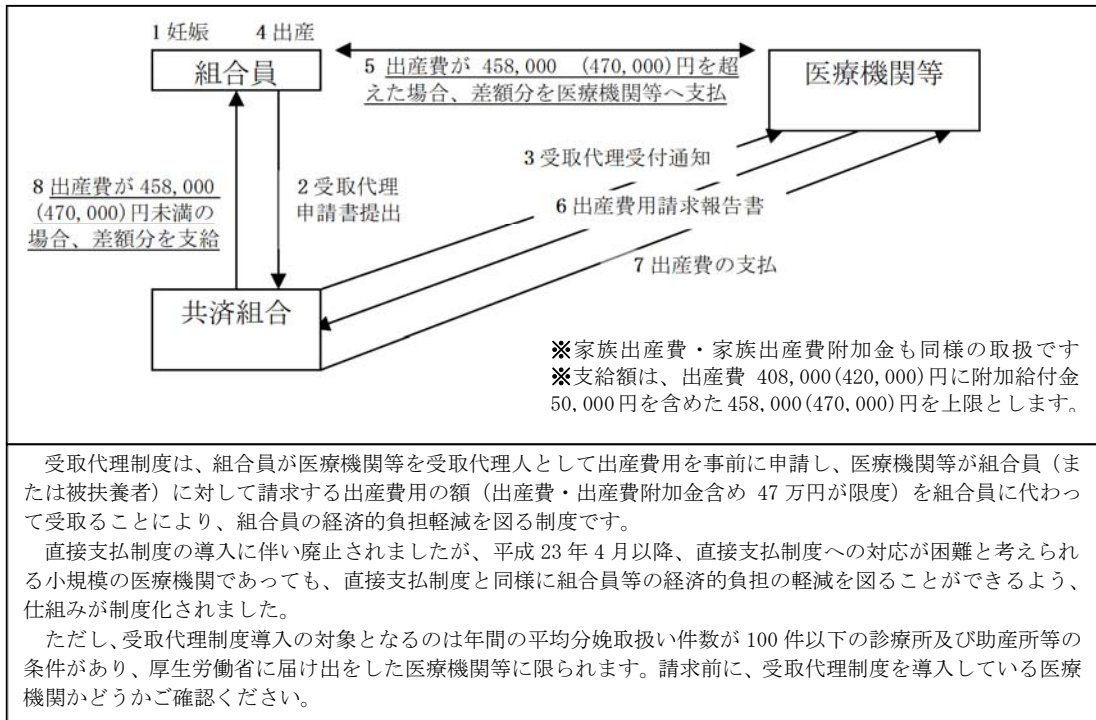 1 妊娠　4 出産
組合員
医療機関等
5 出産費が 458,000　(470,000)円を超
えた場合、差額分を医療機関等へ支払
3 受取代理受付通知
8 出産費が 458,000
(470,000)円未満の
場合、差額分を支給
2 受取代理
申請書提出
6 出産費用請求報告書
7 出産費の支払
共済組合
※家族出産費・家族出産費附加金も同様の取扱です
※支給額は、出産費 408,000(420,000)円に附加給付金
50,000 円を含めた 458,000(470,000)円を上限とします。
受取代理制度は、組合員が医療機関等を受取代理人として出産費用を事前に申請し、医療機関等が組合員（ま
たは被扶養者）に対して請求する出産費用の額（出産費・出産費附加金含め 47 万円が限度）を組合員に代わっ
て受取ることにより、組合員の経済的負担軽減を図る制度です。
直接支払制度の導入に伴い廃止されましたが、平成 23 年 4 月以降、直接支払制度への対応が困難と考えられ
る小規模の医療機関であっても、直接支払制度と同様に組合員等の経済的負担の軽減を図ることができるよう、
仕組みが制度化されました。
ただし、受取代理制度導入の対象となるのは年間の平均分娩取扱い件数が 100 件以下の診療所及び助産所等の
条件があり、厚生労働省に届け出をした医療機関等に限られます。請求前に、受取代理制度を導入している医療
機関かどうかご確認ください。